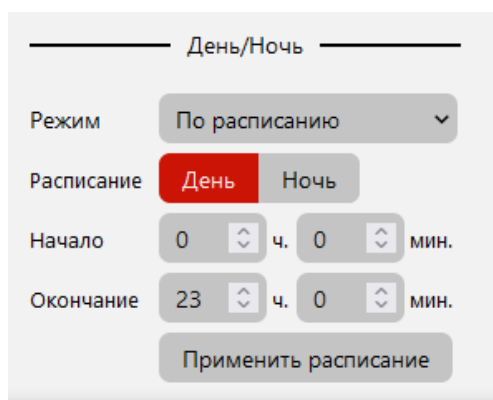 День/Ночь
Режим По расписанию
Расписание День Ночь
Начало 0 ч. 0 мин.
Окончание 23 ч. 0 мин.
Применить расписание